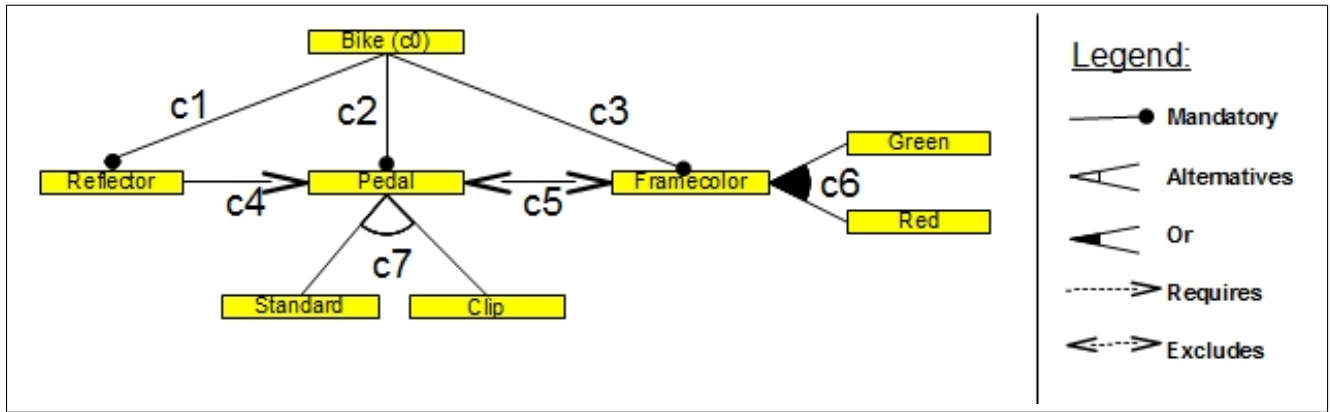 Bike (c0)
c1
c2
c3
Reflector
c4
Pedal
c5
Framecolor
c6
Green
Red
c7
Standard
Clip
Legend:
Mandatory
Alternatives
Or
Requires
Excludes